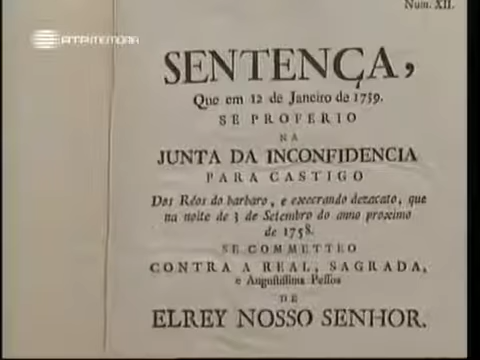 Num. XII.
RTP MEMÓRIA
SENTENÇA,
Que em 12 de Janeiro de 1759.
SE PROFERIO
NA
JUNTA DA INCONFIDENCIA
PARA CASTIGO
Dos Réos do barbaro, e execrando dezacato, que
na noite de 3 de Setembro do anno proximo
de 1758.
SE COMMETTEO
CONTRA A REAL, SAGRADA,
e Augustissima Pessoa
DE
ELREY NOSSO SENHOR.